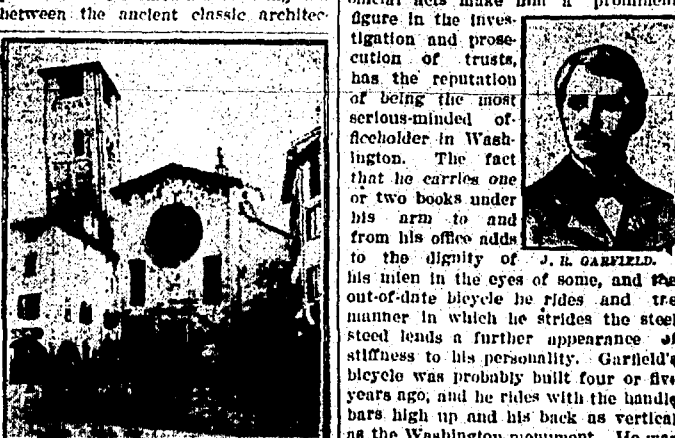 between the ancient classic architec-
official acts make him a prominent
figure in the inves-
tigation and prose-
cution of trusts,
has the reputation
of being the most
serious-minded of-
ficeholder in Wash-
ington. The fact
that he carries one
or two books under
his arm to and
from his office adds
to the dignity of
J. R. GARFIELD.
his mien in the eyes of some, and the
out-of-date bicycle he rides and the
manner in which he strides the steel
steed lends a further appearance of
stiffness to his personality. Garfield's
bicycle was probably built four or five
years ago, and he rides with the handle
bars high up and his back as vertical
as the Washington monument. He was